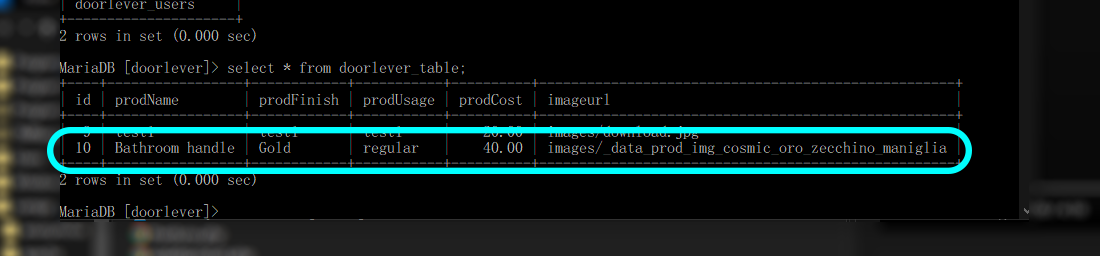 doorlever_users
2 rows in set (0.000 sec)
MariaDB [doorlever]> select * from doorlever_table;
id prodName prodFinish prodUsage prodCost imageurl
9 test1 test1 test1 20.00 images/download.jpg
10 Bathroom handle Gold regular 40.00 images/_data_prod_img_cosmic_oro_zecchino_maniglia
2 rows in set (0.000 sec)
MariaDB [doorlever]>